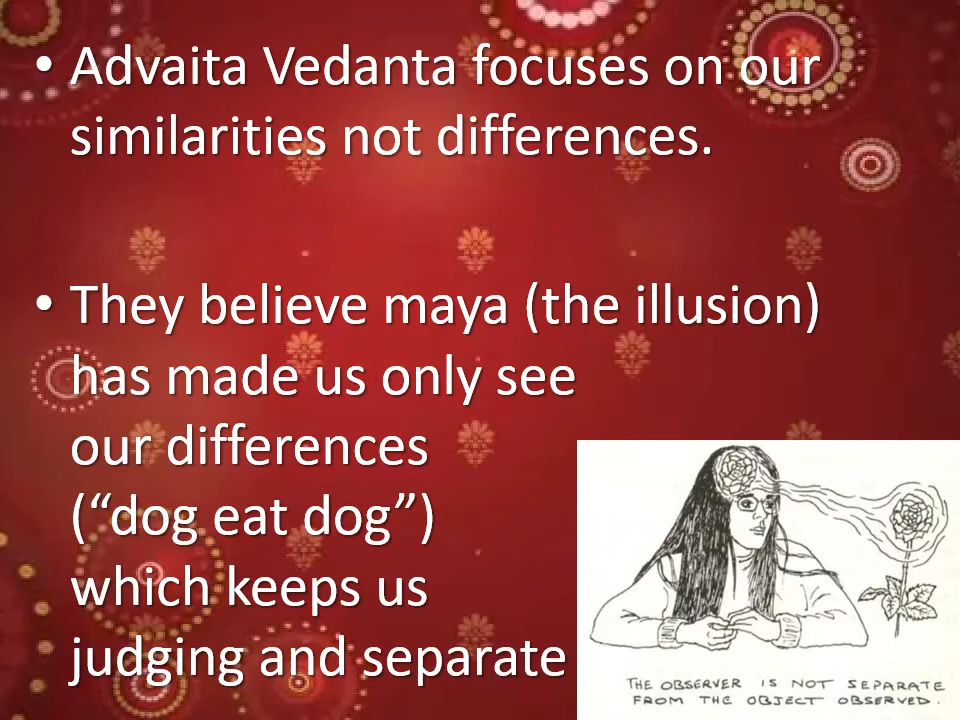 • Advaita Vedanta focuses on our
similarities not differences.
• They believe maya (the illusion)
has made us only see
our differences
(“dog eat dog”)
which keeps us
judging and separate
THE OBSERVER IS NOT SEPARATE
FROM THE OBJECT OBSERVED.